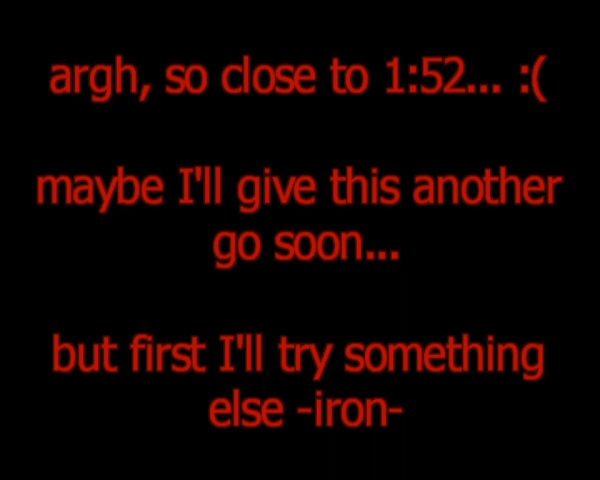 argh, so close to 1:52... :(
maybe I'll give this another
go soon...
but first I'll try something
else -iron-